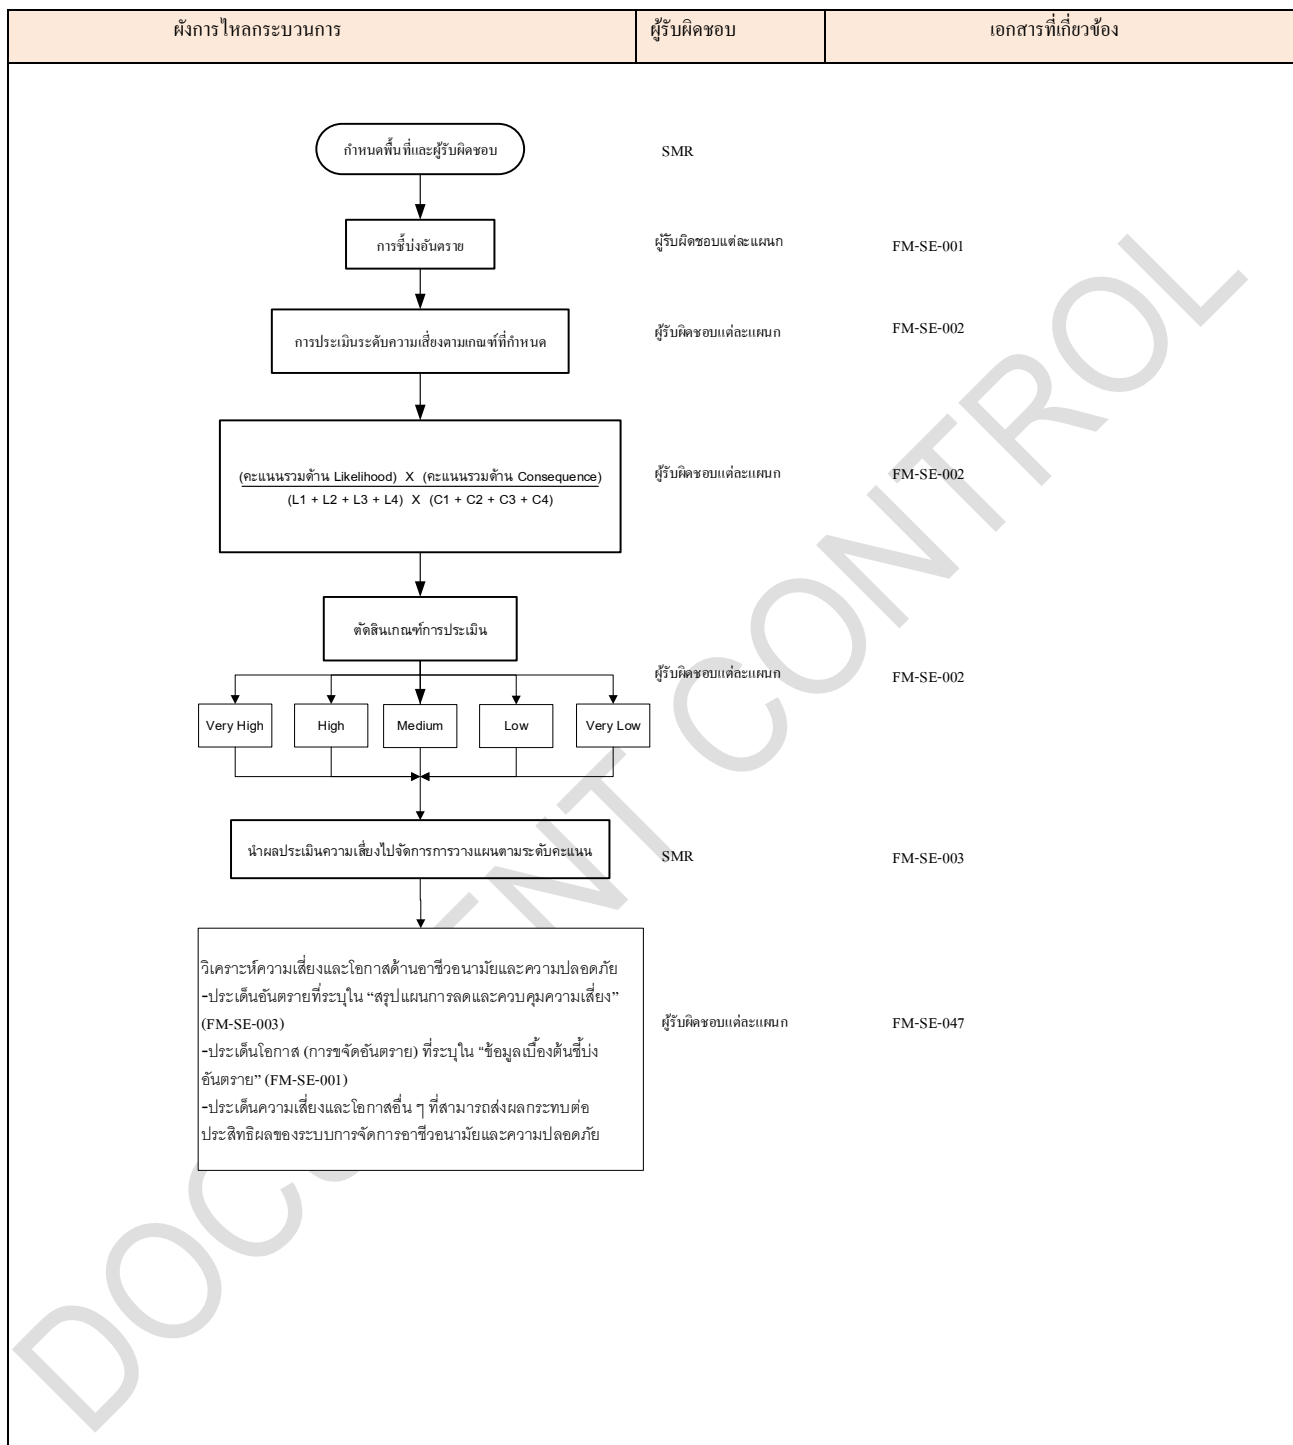 ผังการไหลกระบวนการ ผู้รับผิดชอบ เอกสารที่เกี่ยวข้อง
กำหนดพื้นที่และผู้รับผิดชอบ SMR
การชี้บ่งอันตราย ผู้รับผิดชอบแต่ละแผนก FM-SE-001
การประเมินระดับความเสี่ยงตามเกณฑ์ที่กำหนด ผู้รับผิดชอบแต่ละแผนก FM-SE-002
(คะแนนรวมด้าน Likelihood) X (คะแนนรวมด้าน Consequence) ผู้รับผิดชอบแต่ละแผนก FM-SE-002
(L1 + L2 + L3 + L4) X (C1 + C2 + C3 + C4)
ตัดสินเกณฑ์การประเมิน
ผู้รับผิดชอบแต่ละแผนก FM-SE-002
Very High High Medium Low Very Low
นำผลประเมินความเสี่ยงไปจัดการการวางแผนตามระดับคะแนน SMR FM-SE-003
วิเคราะห์ความเสี่ยงและโอกาสด้านอาชีวอนามัยและความปลอดภัย
-ประเด็นอันตรายที่ระบุใน “สรุปแผนการลดและควบคุมความเสี่ยง”
(FM-SE-003) ผู้รับผิดชอบแต่ละแผนก FM-SE-047
-ประเด็นโอกาส (การขจัดอันตราย) ที่ระบุใน “ข้อมูลเบื้องต้นชี้บ่ง
อันตราย” (FM-SE-001)
-ประเด็นความเสี่ยงและโอกาสอื่น ๆ ที่สามารถส่งผลกระทบต่อ
ประสิทธิผลของระบบการจัดการอาชีวอนามัยและความปลอดภัย
DOCUMENT CONTROL